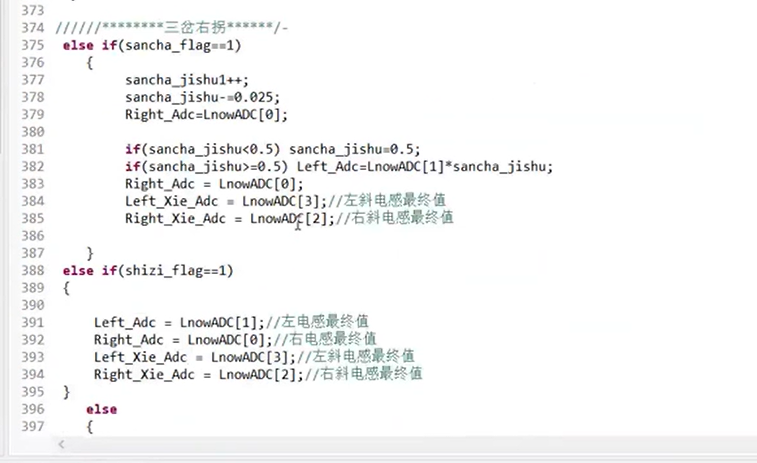 373
374 //////********三岔右拐******/-
375 else if(sancha_flag==1)
376 {
377 sancha_jishu1++;
378 sancha_jishu-=0.025;
379 Right_Adc=LnowADC[0];
380
381 if(sancha_jishu<0.5) sancha_jishu=0.5;
382 if(sancha_jishu>=0.5) Left_Adc=LnowADC[1]*sancha_jishu;
383 Right_Adc = LnowADC[0];
384 Left_Xie_Adc = LnowADC[3];//左斜电感最终值
385 Right_Xie_Adc = LnowADC[2];//右斜电感最终值
386
387 }
388 else if(shizi_flag==1)
389 {
390
391 Left_Adc = LnowADC[1];//左电感最终值
392 Right_Adc = LnowADC[0];//右电感最终值
393 Left_Xie_Adc = LnowADC[3];//左斜电感最终值
394 Right_Xie_Adc = LnowADC[2];//右斜电感最终值
395 }
396 else
397 {